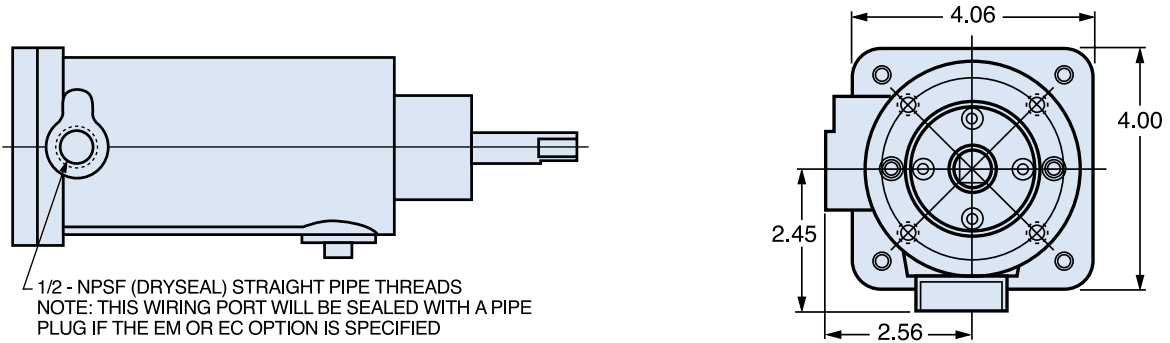 4.06
4.00
2.45
2.56
1/2 - NPSF (DRYSEAL) STRAIGHT PIPE THREADS
NOTE: THIS WIRING PORT WILL BE SEALED WITH A PIPE
PLUG IF THE EM OR EC OPTION IS SPECIFIED